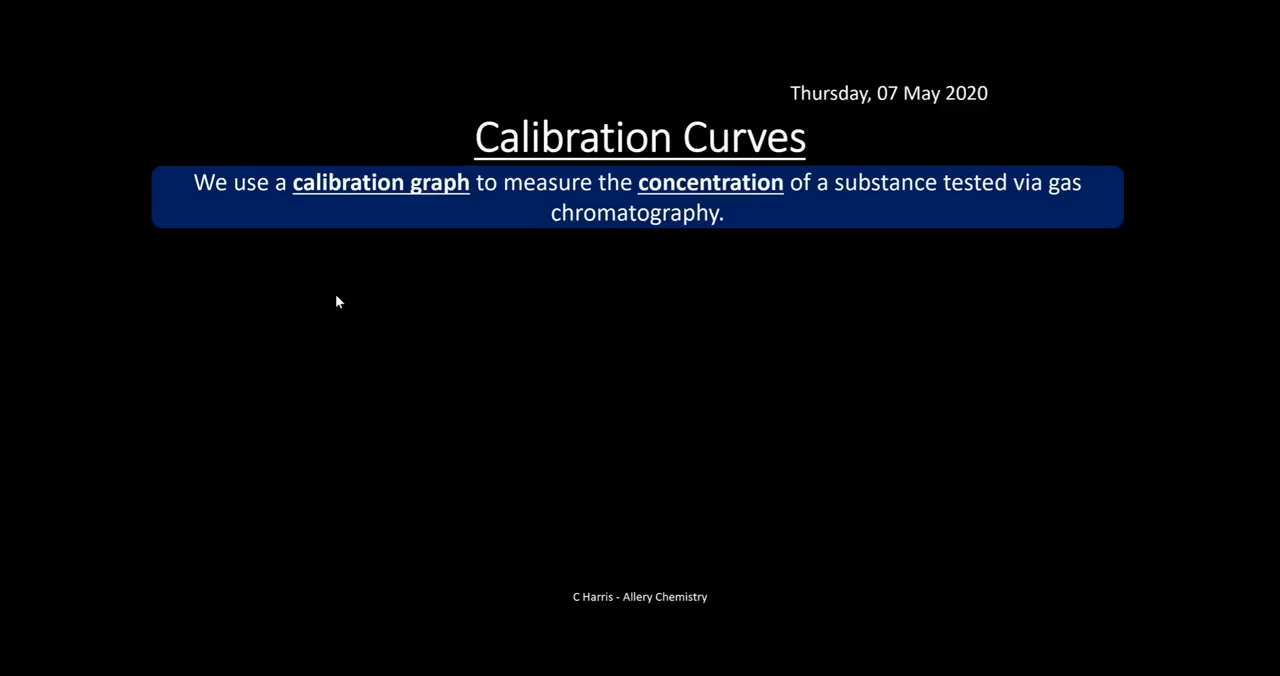 Thursday, 07 May 2020
Calibration Curves
We use a calibration graph to measure the concentration of a substance tested via gas
chromatography.
C Harris - Allery Chemistry